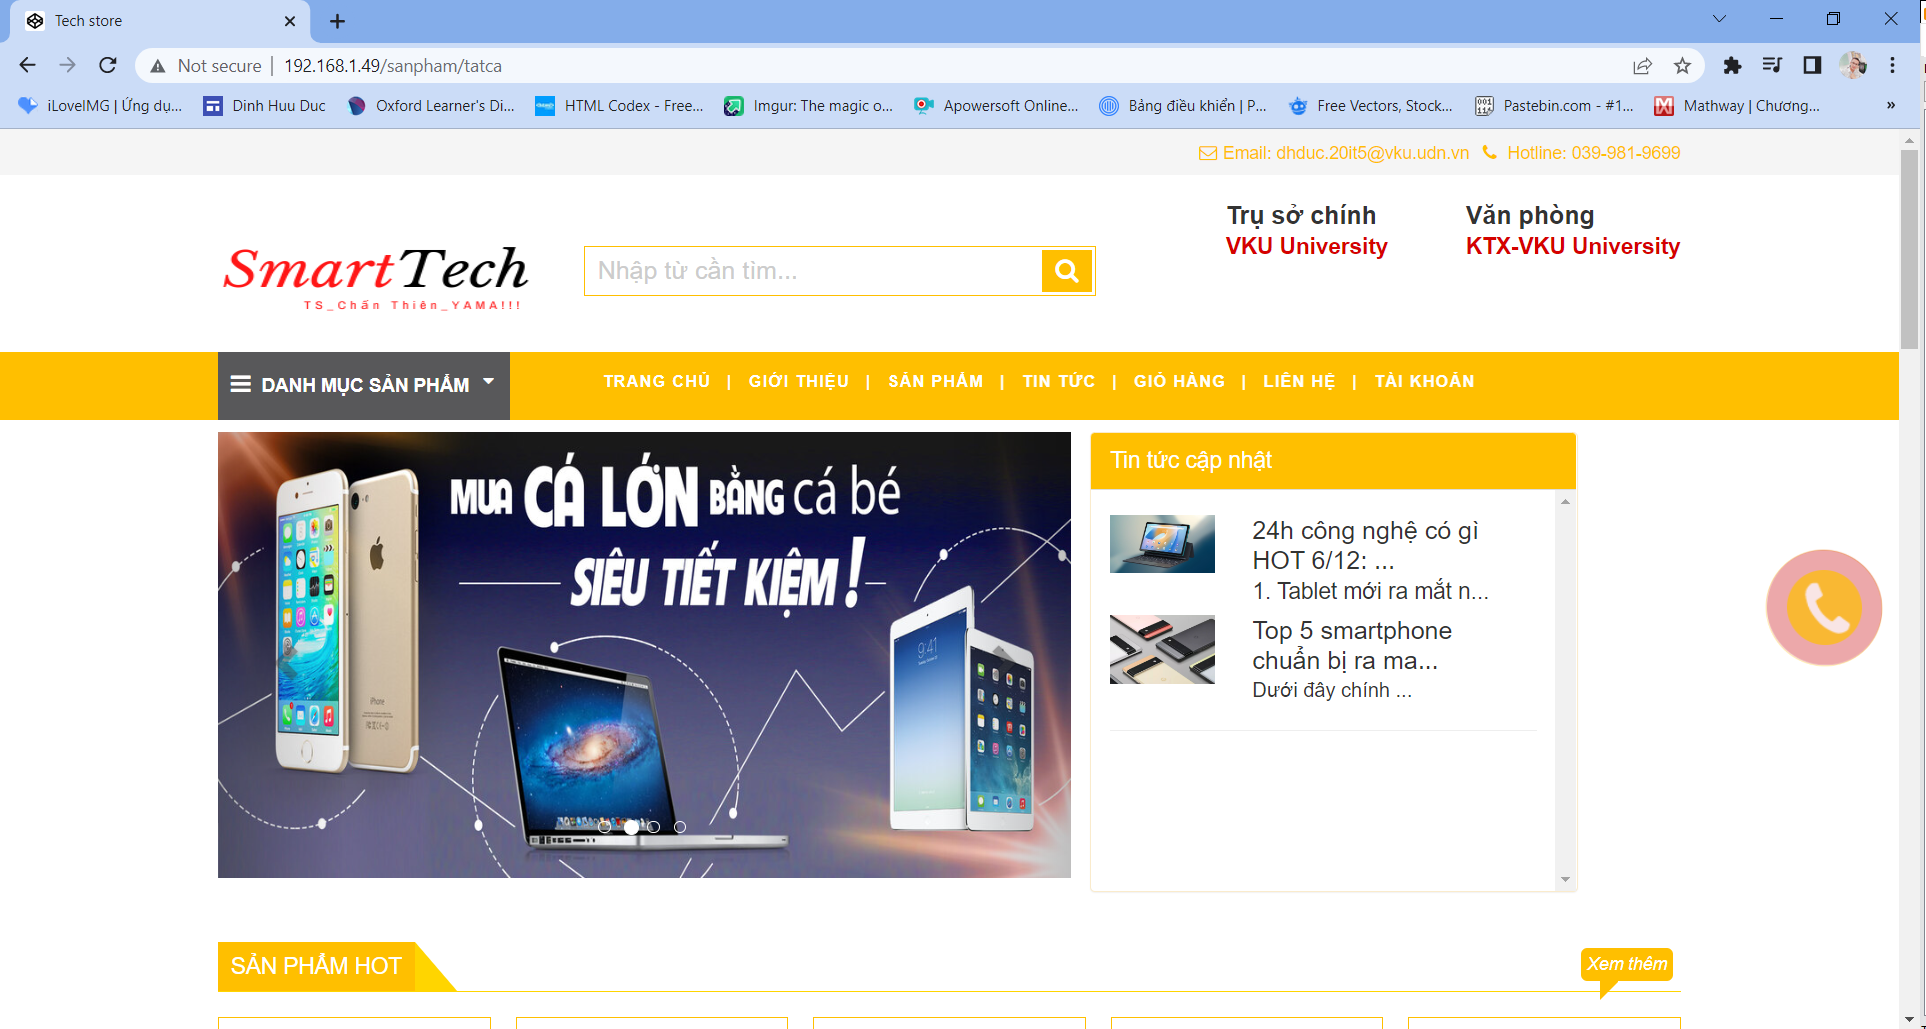 Tech store
Not secure | 192.168.1.49/sanpham/tatca
iLoveIMG | Ứng dụ...
Dinh Huu Duc
Oxford Learner's Di...
HTML Codex - Free...
Imgur: The magic o...
Apowersoft Online...
Bảng điều khiển | P...
Free Vectors, Stock...
Pastebin.com - #1...
Mathway | Chương...
»
Email: dhduc.20it5@vku.udn.vn Hotline: 039-981-9699
Trụ sở chính
VKU University
Văn phòng
KTX-VKU University
SmartTech
TS_Chấn Thiên_YAMA!!!
Nhập từ cần tìm...
DANH MỤC SẢN PHẨM
TRANG CHỦ | GIỚI THIỆU | SẢN PHẨM | TIN TỨC | GIỎ HÀNG | LIÊN HỆ | TÀI KHOẢN
MUA CÁ LỚN BẰNG cá bé
SIÊU TIẾT KIỆM!
iPhone
9:41
Tin tức cập nhật
24h công nghệ có gì
HOT 6/12: ...
1. Tablet mới ra mắt n...
Top 5 smartphone
chuẩn bị ra ma...
Dưới đây chính ...
SẢN PHẨM HOT
Xem thêm